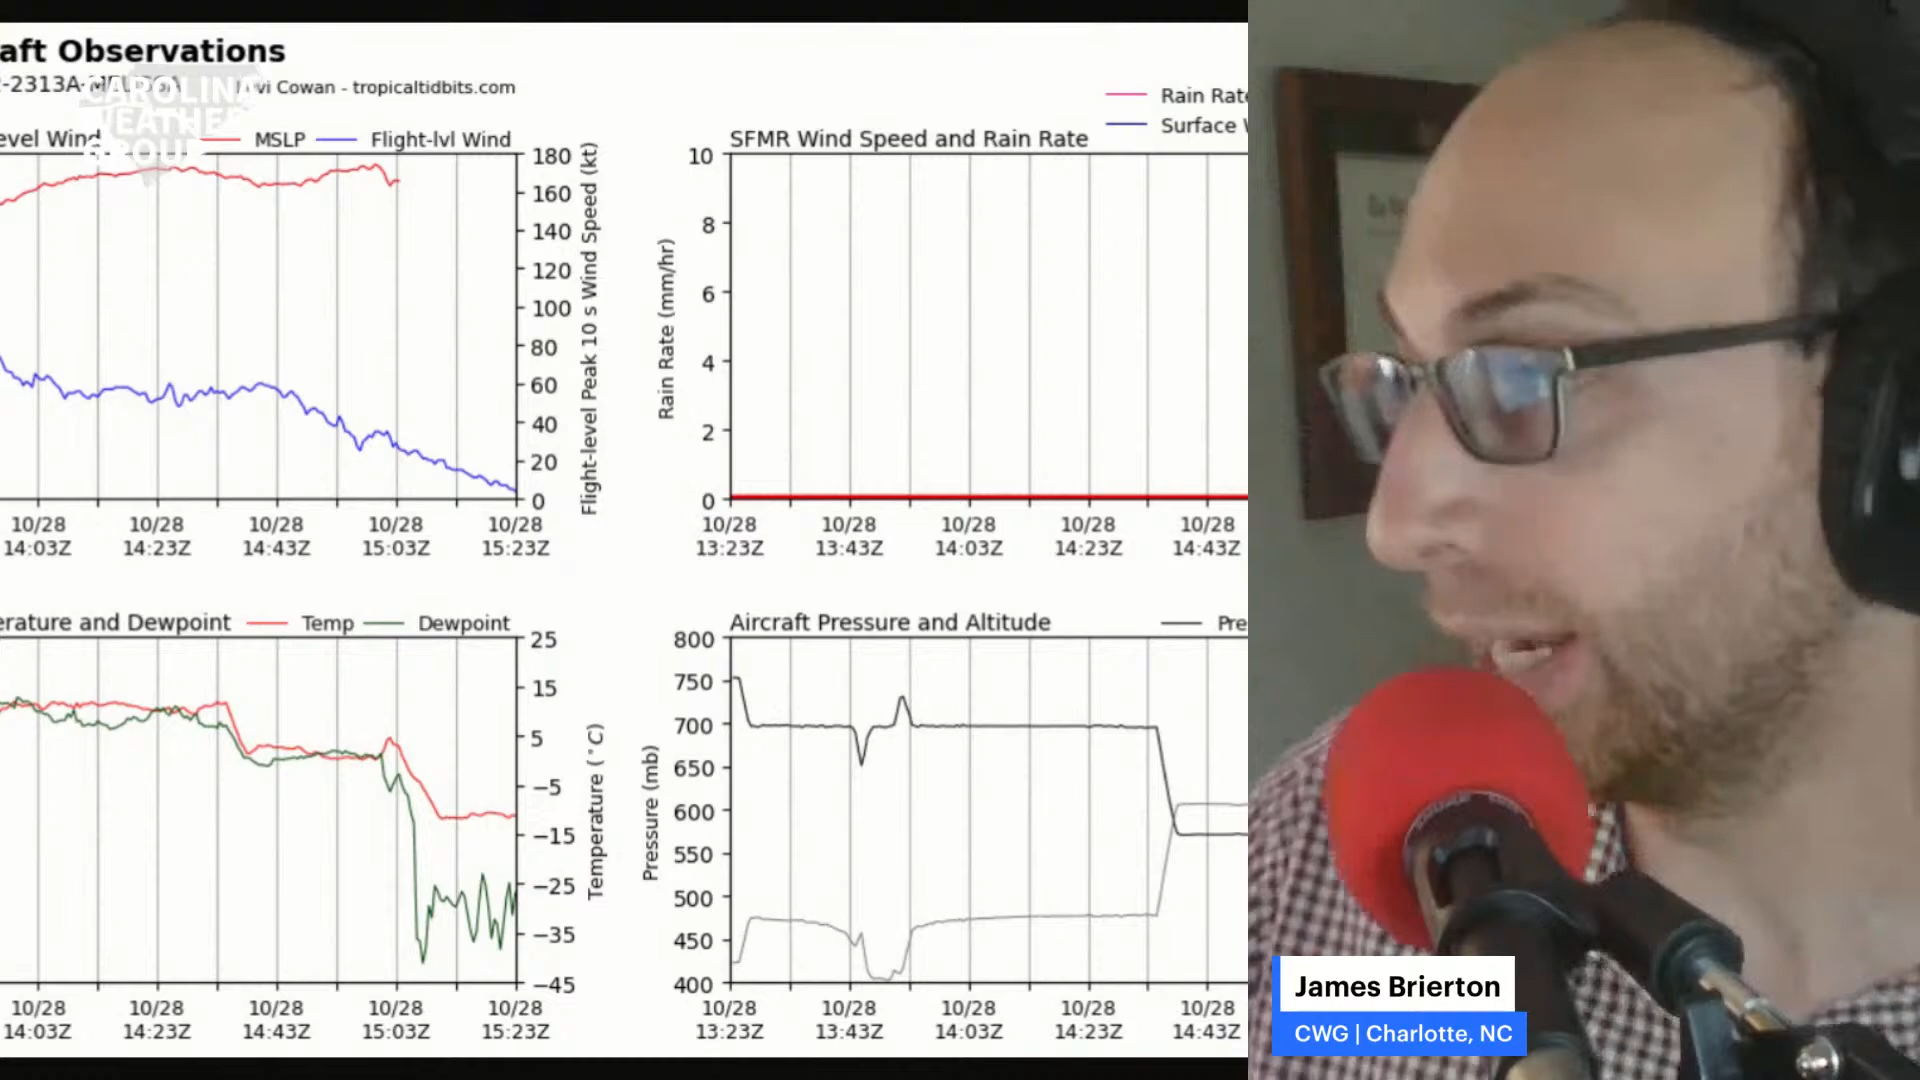 aft Observations
-2313A-MELISSA
Levi Cowan - tropicaltidbits.com
CAROLINA
WEATHER
GROUP
evel Wind
MSLP
Flight-lvl Wind
180
160
140
120
100
80
60
40
20
0
Flight-level Peak 10 s Wind Speed (kt)
10/28 10/28 10/28 10/28 10/28
14:03Z 14:23Z 14:43Z 15:03Z 15:23Z
Rain Rate
Surface
SFMR Wind Speed and Rain Rate
10
8
6
4
2
0
Rain Rate (mm/hr)
10/28 10/28 10/28 10/28 10/28
13:23Z 13:43Z 14:03Z 14:23Z 14:43Z
erature and Dewpoint
Temp
Dewpoint
25
15
5
−5
−15
−25
−35
−45
Temperature (°C)
10/28 10/28 10/28 10/28 10/28
14:03Z 14:23Z 14:43Z 15:03Z 15:23Z
Aircraft Pressure and Altitude
Pre
800
750
700
650
600
550
500
450
400
Pressure (mb)
10/28 10/28 10/28 10/28 10/28
13:23Z 13:43Z 14:03Z 14:23Z 14:43Z
James Brierton
CWG | Charlotte, NC